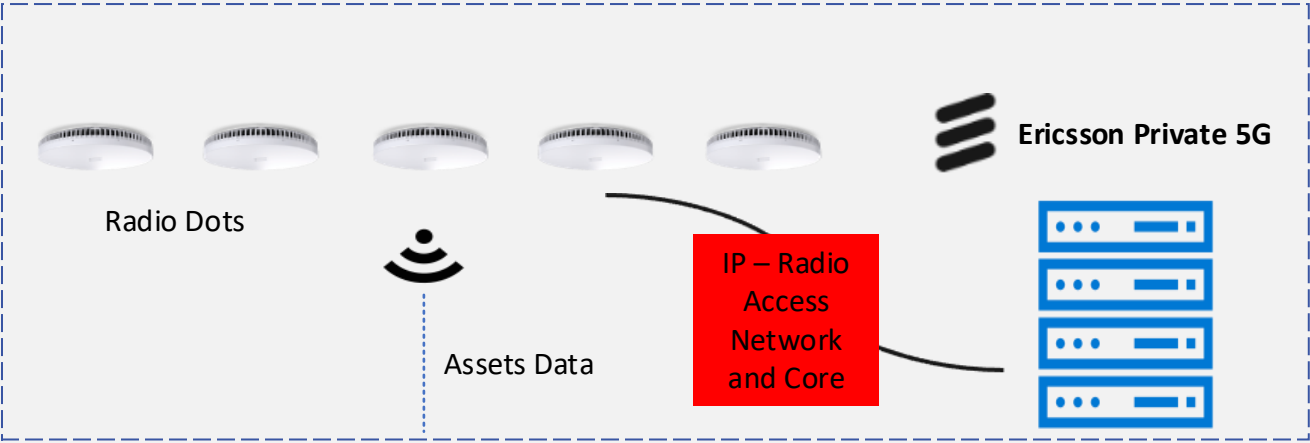 Ericsson Private 5G
Radio Dots
IP – Radio
Access
Network
and Core
Assets Data